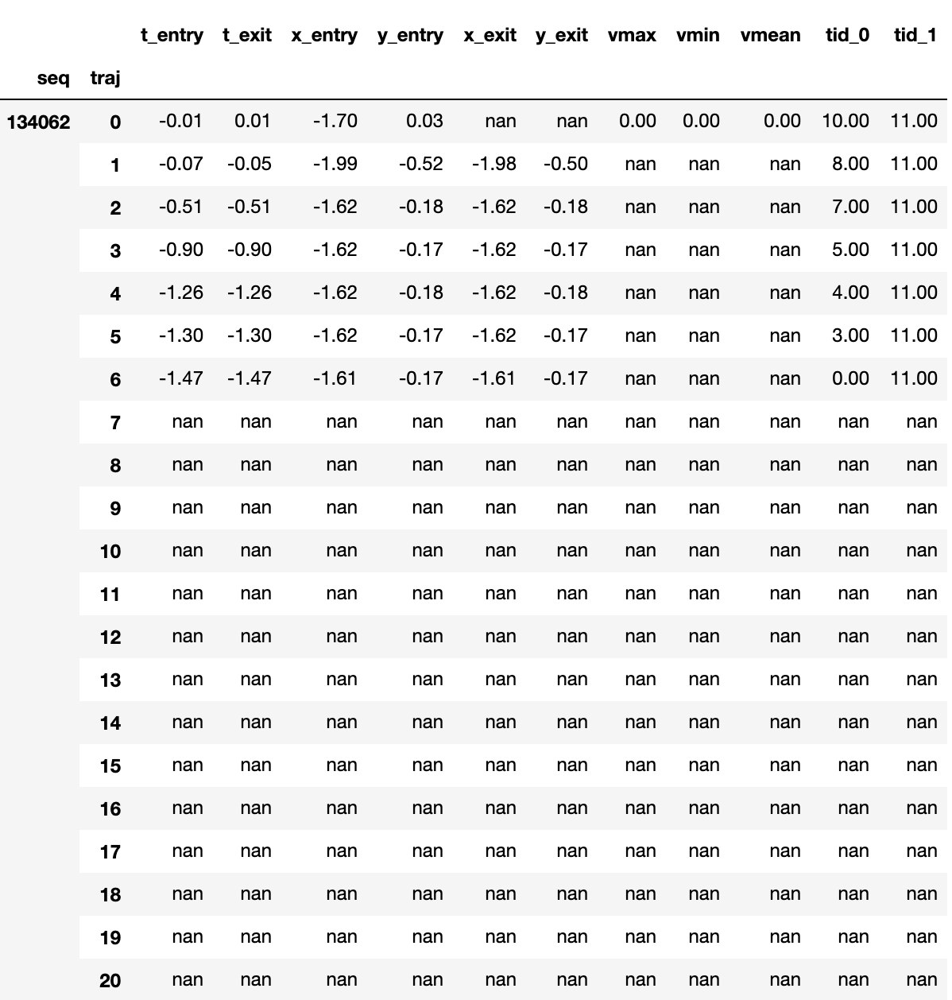 t_entry t_exit x_entry y_entry x_exit y_exit vmax vmin vmean tid_0 tid_1
seq traj
134062 0 -0.01 0.01 -1.70 0.03 nan nan 0.00 0.00 0.00 10.00 11.00
1 -0.07 -0.05 -1.99 -0.52 -1.98 -0.50 nan nan nan 8.00 11.00
2 -0.51 -0.51 -1.62 -0.18 -1.62 -0.18 nan nan nan 7.00 11.00
3 -0.90 -0.90 -1.62 -0.17 -1.62 -0.17 nan nan nan 5.00 11.00
4 -1.26 -1.26 -1.62 -0.18 -1.62 -0.18 nan nan nan 4.00 11.00
5 -1.30 -1.30 -1.62 -0.17 -1.62 -0.17 nan nan nan 3.00 11.00
6 -1.47 -1.47 -1.61 -0.17 -1.61 -0.17 nan nan nan 0.00 11.00
7 nan nan nan nan nan nan nan nan nan nan nan
8 nan nan nan nan nan nan nan nan nan nan nan
9 nan nan nan nan nan nan nan nan nan nan nan
10 nan nan nan nan nan nan nan nan nan nan nan
11 nan nan nan nan nan nan nan nan nan nan nan
12 nan nan nan nan nan nan nan nan nan nan nan
13 nan nan nan nan nan nan nan nan nan nan nan
14 nan nan nan nan nan nan nan nan nan nan nan
15 nan nan nan nan nan nan nan nan nan nan nan
16 nan nan nan nan nan nan nan nan nan nan nan
17 nan nan nan nan nan nan nan nan nan nan nan
18 nan nan nan nan nan nan nan nan nan nan nan
19 nan nan nan nan nan nan nan nan nan nan nan
20 nan nan nan nan nan nan nan nan nan nan nan